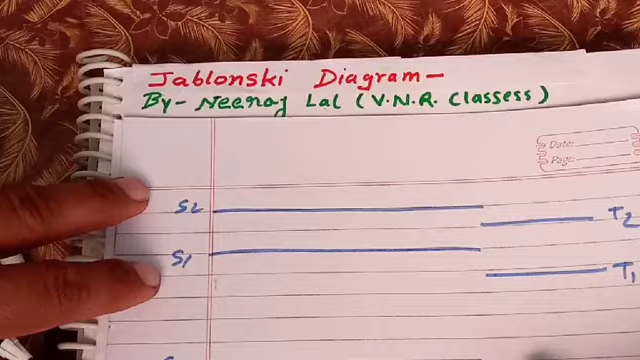 Jablonski Diagram-
By- Neeraj Lal (V.N.R. Classess)
Date:
Page:
S2
T2
S1
T1